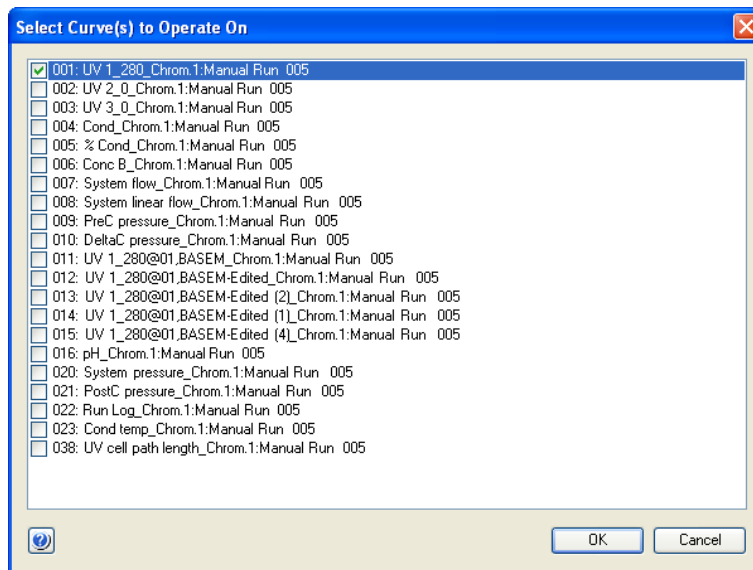 Select Curve(s) to Operate On
001: UV 1_280_Chrom.1:Manual Run 005
002: UV 2_0_Chrom.1:Manual Run 005
003: UV 3_0_Chrom.1:Manual Run 005
004: Cond_Chrom.1:Manual Run 005
005: % Cond_Chrom.1:Manual Run 005
006: Conc B_Chrom.1:Manual Run 005
007: System flow_Chrom.1:Manual Run 005
008: System linear flow_Chrom.1:Manual Run 005
009: PreC pressure_Chrom.1:Manual Run 005
010: DeltaC pressure_Chrom.1:Manual Run 005
011: UV 1_280@01,BASEM_Chrom.1:Manual Run 005
012: UV 1_280@01,BASEM-Edited_Chrom.1:Manual Run 005
013: UV 1_280@01,BASEM-Edited (2)_Chrom.1:Manual Run 005
014: UV 1_280@01,BASEM-Edited (1)_Chrom.1:Manual Run 005
015: UV 1_280@01,BASEM-Edited (4)_Chrom.1:Manual Run 005
016: pH_Chrom.1:Manual Run 005
020: System pressure_Chrom.1:Manual Run 005
021: PostC pressure_Chrom.1:Manual Run 005
022: Run Log_Chrom.1:Manual Run 005
023: Cond temp_Chrom.1:Manual Run 005
038: UV cell path length_Chrom.1:Manual Run 005
? OK Cancel